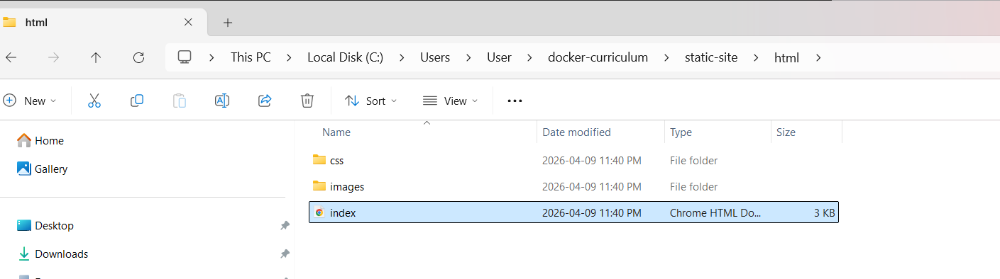 html
This PC > Local Disk (C:) > Users > User > docker-curriculum > static-site > html >
New Sort View
Name Date modified Type Size
Home
Gallery
Desktop
Downloads
css 2026-04-09 11:40 PM File folder
images 2026-04-09 11:40 PM File folder
index 2026-04-09 11:40 PM Chrome HTML Do... 3 KB